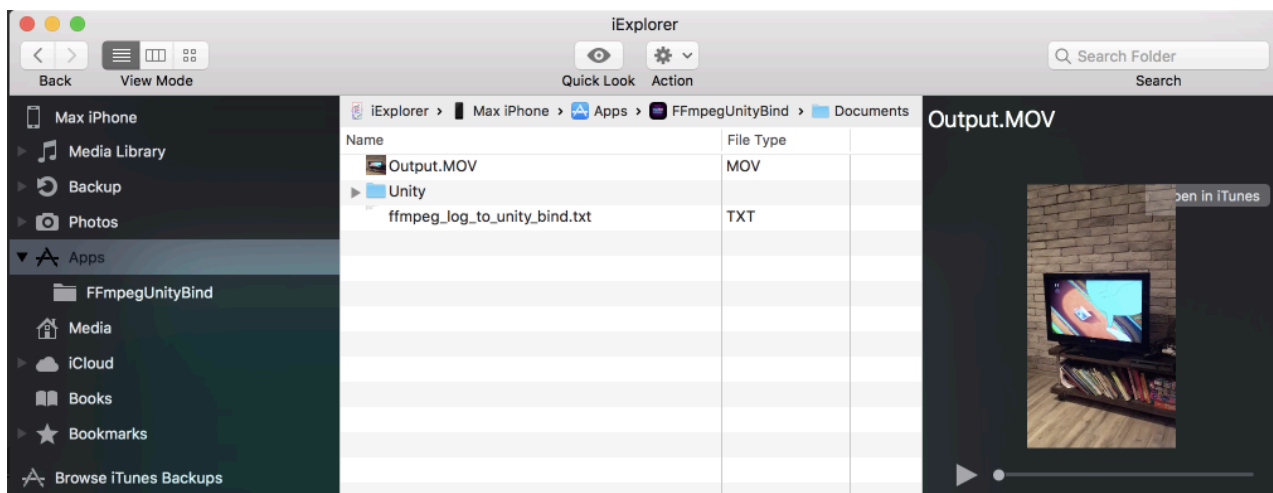 iExplorer
Back View Mode Quick Look Action Search Folder Search
Max iPhone
Media Library
Backup
Photos
Apps
FFmpegUnityBind
Media
iCloud
Books
Bookmarks
Browse iTunes Backups
iExplorer › Max iPhone › Apps › FFmpegUnityBind › Documents
Name File Type
Output.MOV MOV
Unity
ffmpeg_log_to_unity_bind.txt TXT
Output.MOV
pen in iTunes